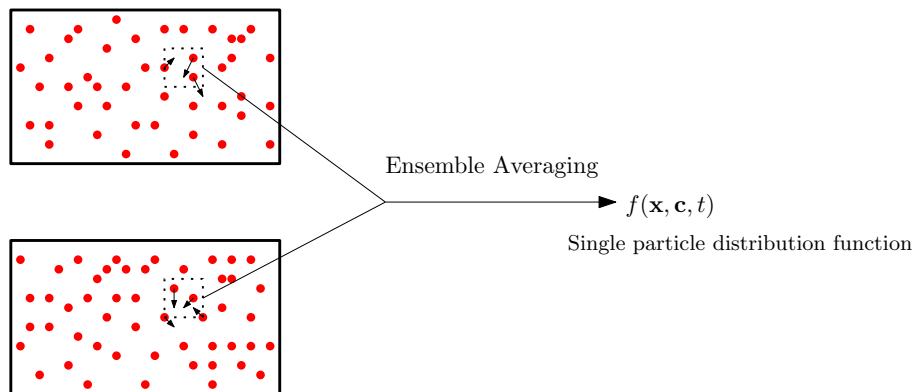 Ensemble Averaging
f(x, c, t)
Single particle distribution function